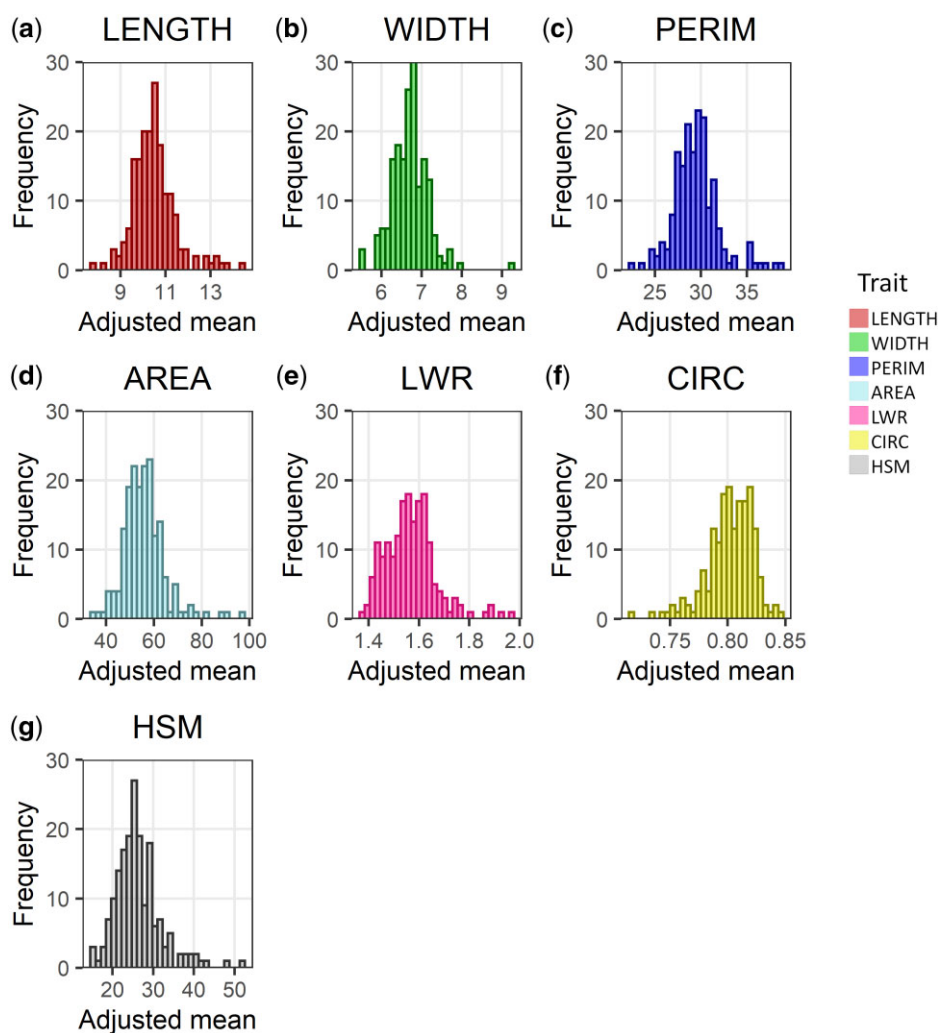 (a) LENGTH (b) WIDTH (c) PERIM
30 30 30
20 20 20
10 10 10
0 0 0
Frequency Frequency Frequency
9 11 13 6 7 8 9 25 30 35
Adjusted mean Adjusted mean Adjusted mean
Trait
LENGTH
WIDTH
PERIM
AREA
LWR
CIRC
HSM
(d) AREA (e) LWR (f) CIRC
30 30 30
20 20 20
10 10 10
0 0 0
Frequency Frequency Frequency
40 60 80 100 1.4 1.6 1.8 2.0 0.75 0.80 0.85
Adjusted mean Adjusted mean Adjusted mean
(g) HSM
30
20
10
0
Frequency
20 30 40 50
Adjusted mean